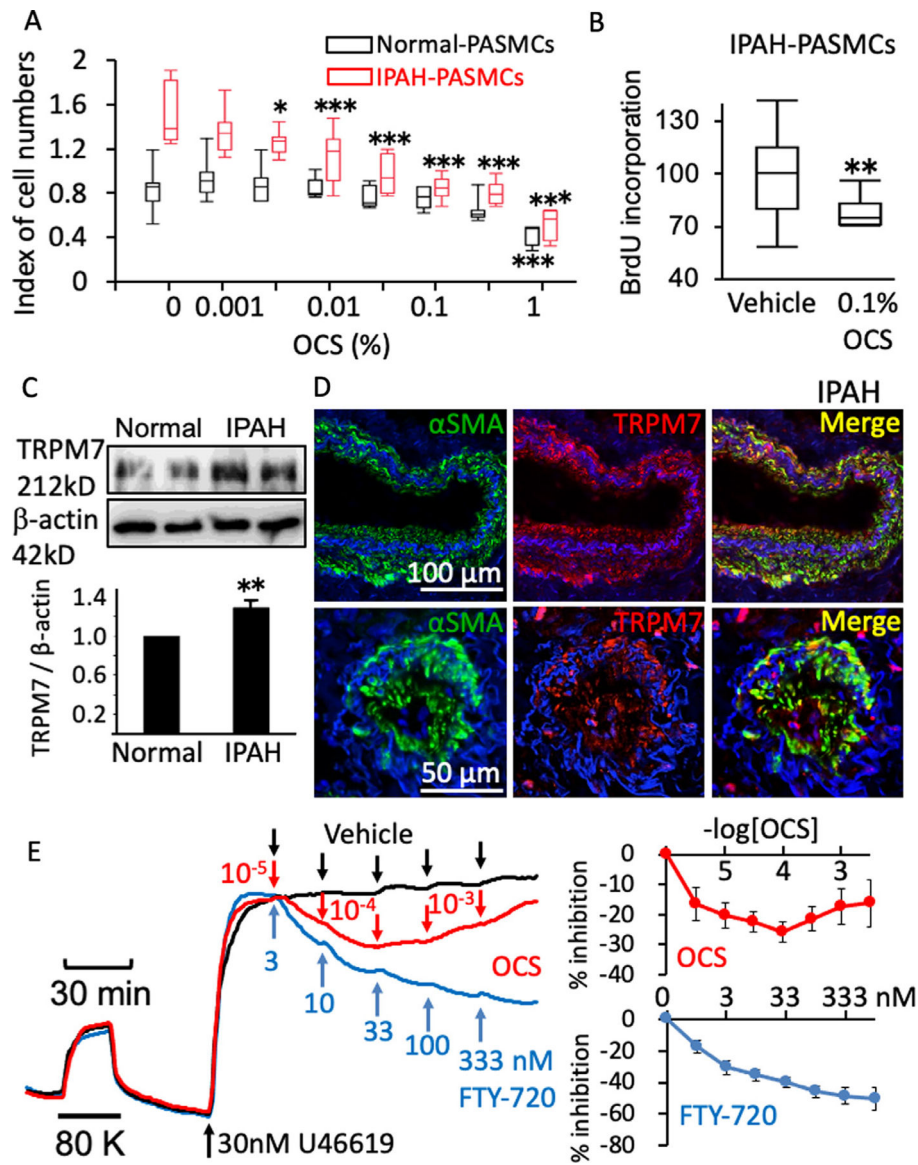 A
Normal-PASMCs
IPAH-PASMCs
Index of cell numbers
2
1.6
1.2
0.8
0.4
0
* *** *** *** *** ***
***
0 0.001 0.01 0.1 1
OCS (%)
B
IPAH-PASMCs
BrdU incorporation
130
100
70
40
**
Vehicle 0.1%
OCS
C
Normal IPAH
TRPM7
212kD
β-actin
42kD
TRPM7 / β-actin
1.4
1.0
0.6
0.2
**
Normal IPAH
D
IPAH
αSMA TRPM7 Merge
100 μm
αSMA TRPM7 Merge
50 μm
E
Vehicle
10-5
10-4
10-3
OCS
3
10
33
100
333 nM
FTY-720
30 min
80 K
30nM U46619
-log[OCS]
5 4 3
% inhibition
0
-10
-20
-30
-40
OCS
0 3 33 333 nM
% inhibition
0
-20
-40
-60
-80
FTY-720